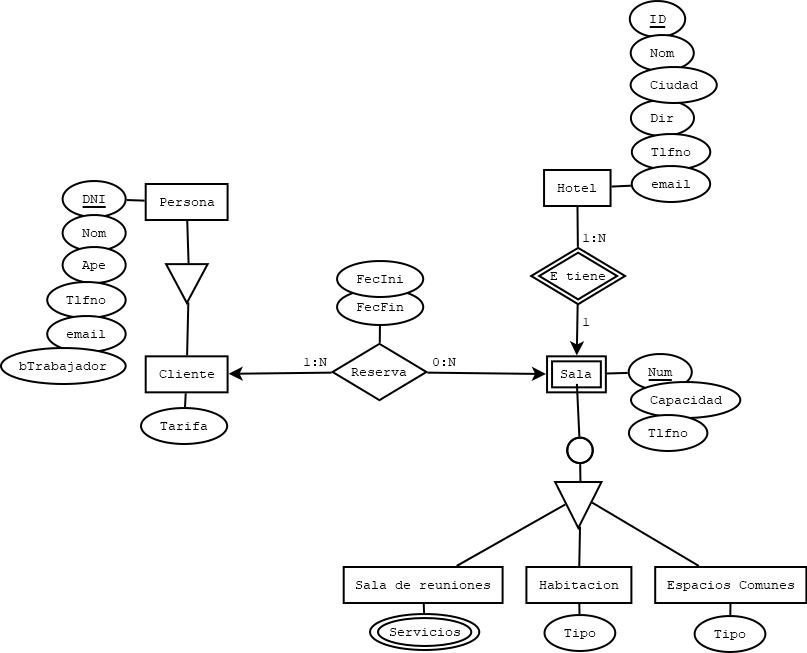 ID
Nom
Ciudad
Dir
Tlfno
email
Hotel
DNI
Nom
Ape
Tlfno
email
bTrabajador
Persona
1:N
E tiene
1
FecIni
FecFin
Cliente
1:N
Reserva
0:N
Sala
Num
Capacidad
Tlfno
Tarifa
Sala de reuniones
Habitacion
Espacios Comunes
Servicios
Tipo
Tipo